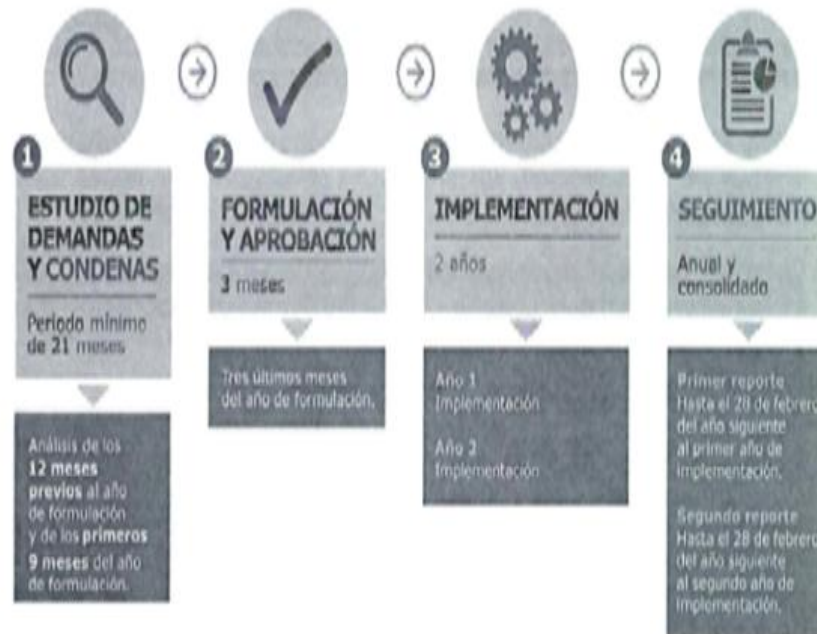 1
ESTUDIO DE
DEMANDAS
Y CONDENAS
Periodo mínimo
de 21 meses
Análisis de los
12 meses
previos al año
de formulación
y de los primeros
9 meses del año
de formulación.
2
FORMULACIÓN
Y APROBACIÓN
3 meses
Tres últimos meses
del año de formulación.
3
IMPLEMENTACIÓN
2 años
Año 1
Implementación
Año 2
Implementación
4
SEGUIMIENTO
Anual y
consolidado
Primer reporte
Hasta el 28 de febrero
del año siguiente
al primer año de
implementación.
Segundo reporte
Hasta el 28 de febrero
del año siguiente
al segundo año de
implementación.